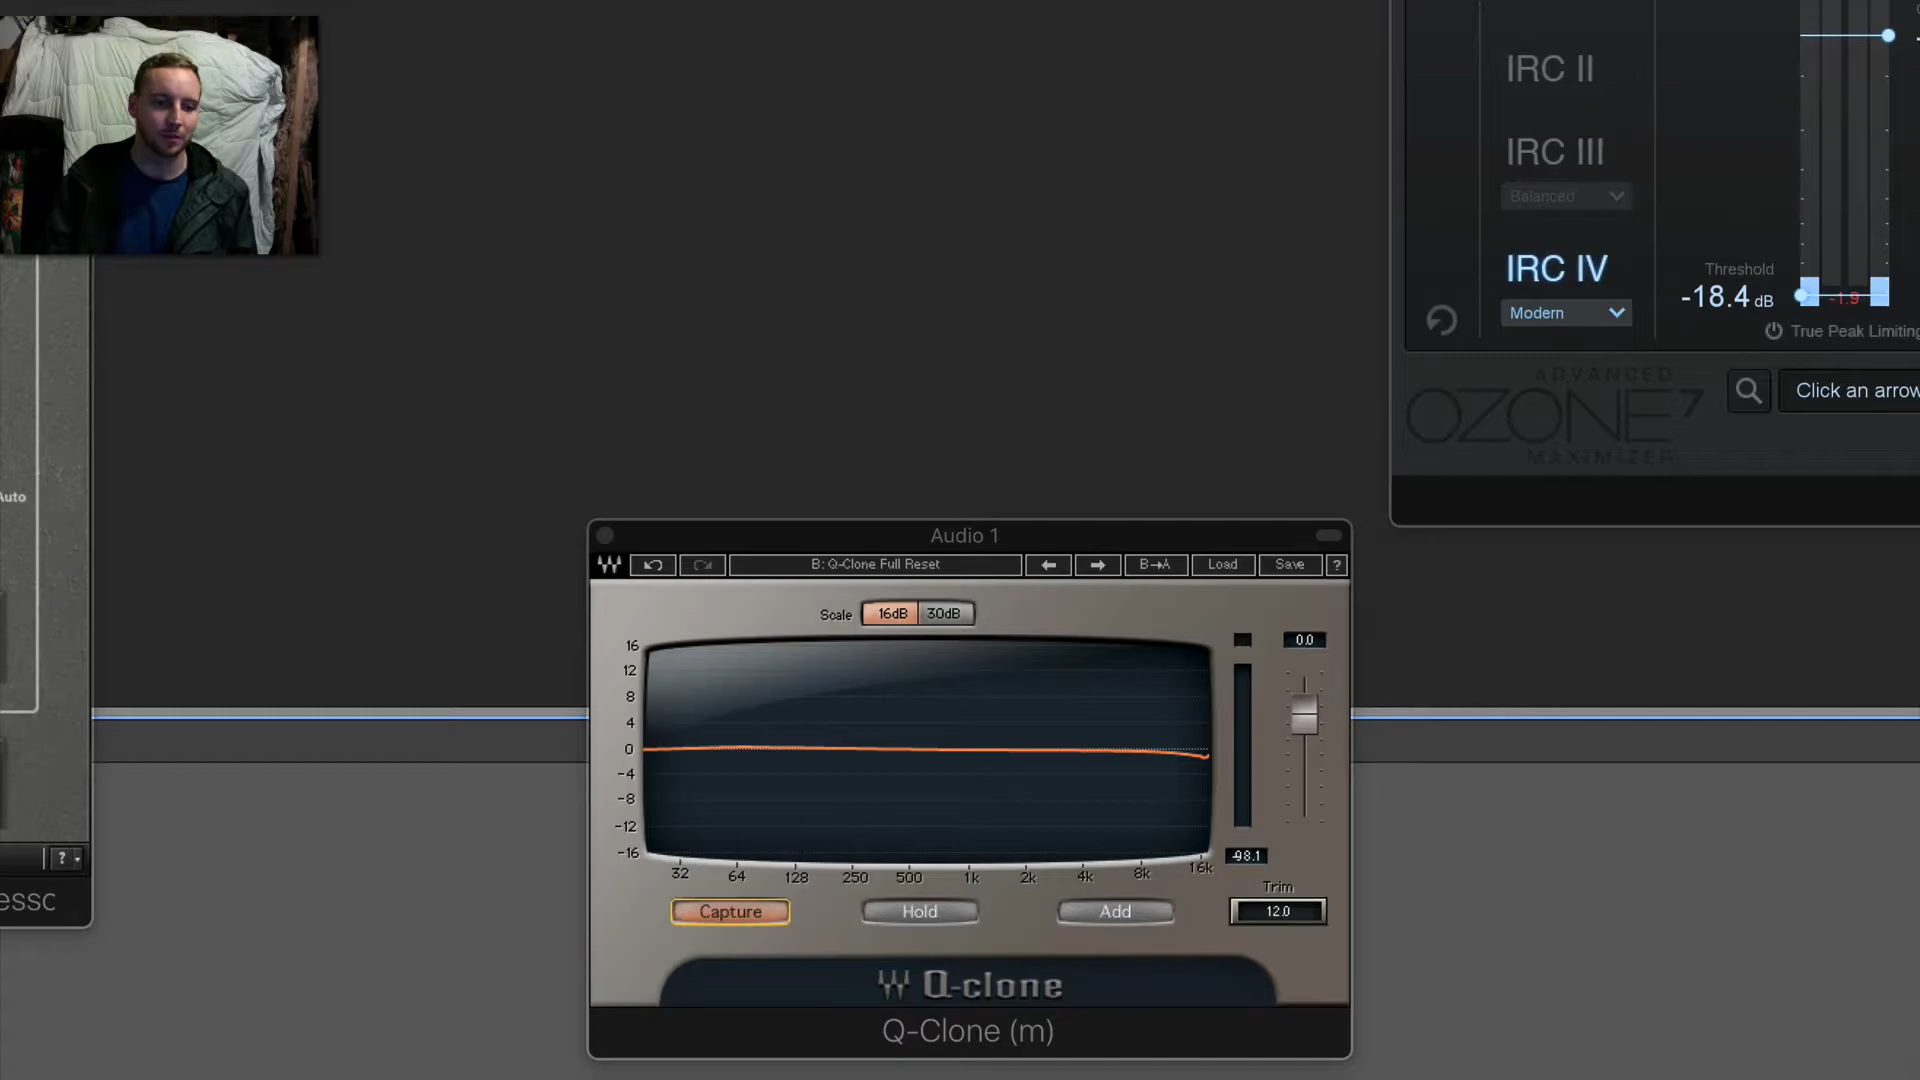 IRC II
IRC III
Balanced
IRC IV
Modern
Threshold
-18.4 dB
-1.9
True Peak Limiting
ADVANCED
OZONE 7
MAXIMIZER
Click an arrow
Auto
?
essc
Audio 1
B: Q-Clone Full Reset
B→A
Load
Save
?
Scale
16dB
30dB
16
12
8
4
0
-4
-8
-12
-16
32
64
128
250
500
1k
2k
4k
8k
16k
0.0
-98.1
Trim
12.0
Capture
Hold
Add
Q-clone
Q-Clone (m)